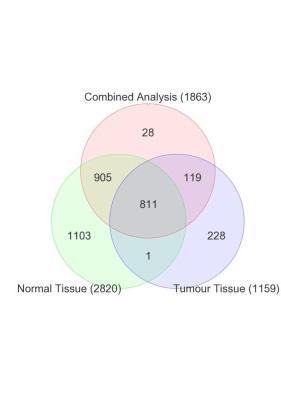 Combined Analysis (1863)
28
905
119
811
1103
228
1
Normal Tissue (2820)
Tumour Tissue (1159)